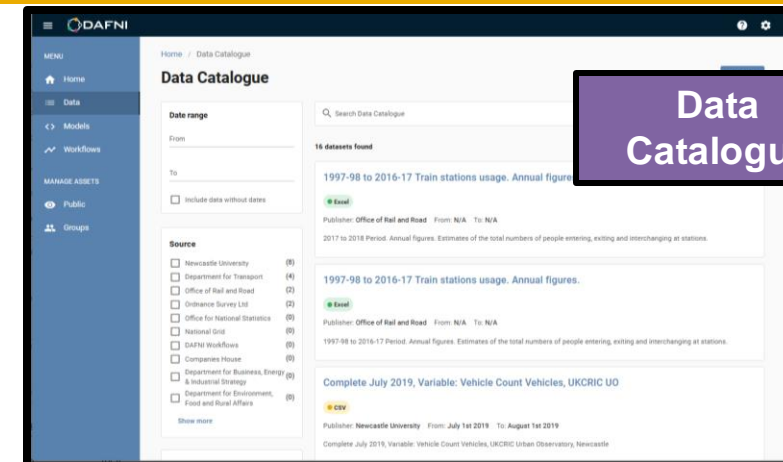 DAFNI
MENU
Home
Data
Models
Workflows
MANAGE ASSETS
Public
Groups
Home / Data Catalogue
Data Catalogue
Date range
From
To
Include data without dates
Source
Newcastle University (8)
Department for Transport (4)
Office of Rail and Road (2)
Ordnance Survey Ltd (2)
Office for National Statistics (0)
National Grid (0)
DAFNI Workflows (0)
Companies House (0)
Department for Business, Energy (0)
& Industrial Strategy
Department for Environment, (0)
Food and Rural Affairs
Show more
Search Data Catalogue
16 datasets found
1997-98 to 2016-17 Train stations usage. Annual figure
Excel
Publisher: Office of Rail and Road From: N/A To: N/A
2017 to 2018 Period. Annual figures. Estimates of the total numbers of people entering, exiting and interchanging at stations.
1997-98 to 2016-17 Train stations usage. Annual figures.
Excel
Publisher: Office of Rail and Road From: N/A To: N/A
1997-98 to 2016-17 Period. Annual figures. Estimates of the total numbers of people entering, exiting and interchanging at stations.
Complete July 2019, Variable: Vehicle Count Vehicles, UKCRIC UO
CSV
Publisher: Newcastle University From: July 1st 2019 To: August 1st 2019
Complete July 2019, Variable: Vehicle Count Vehicles, UKCRIC Urban Observatory, Newcastle
Data
Catalogu